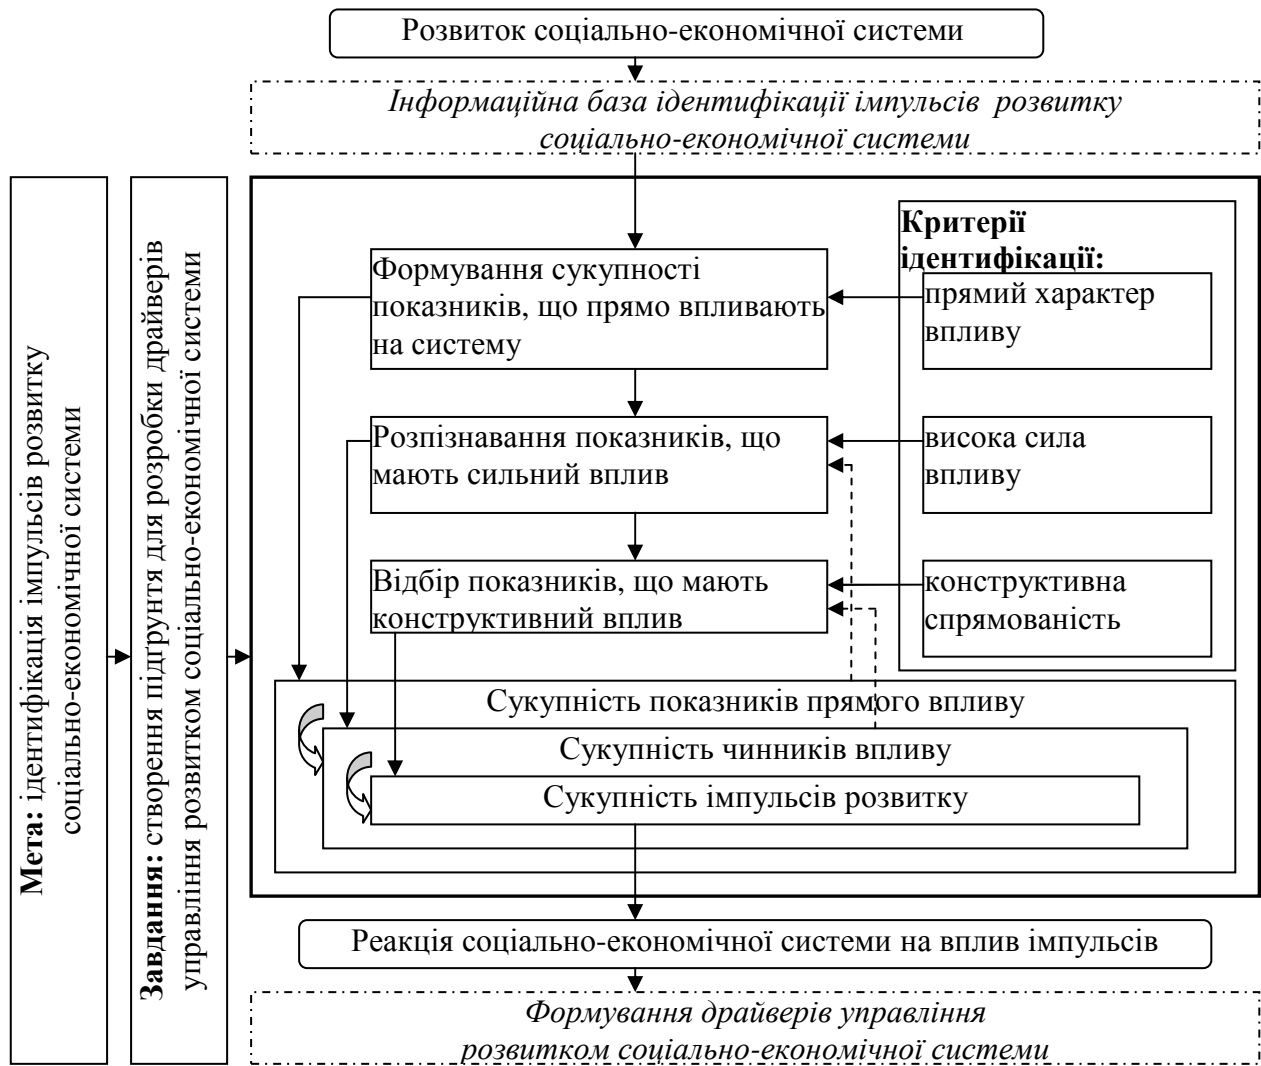 Розвиток соціально-економічної системи
Інформаційна база ідентифікації імпульсів розвитку
соціально-економічної системи
Мета: ідентифікація імпульсів розвитку
соціально-економічної системи
Завдання: створення підґрунтя для розробки драйверів
управління розвитком соціально-економічної системи
Критерії
ідентифікації:
Формування сукупності
показників, що прямо впливають
на систему
прямий характер
впливу
Розпізнавання показників, що
мають сильний вплив
висока сила
впливу
Відбір показників, що мають
конструктивний вплив
конструктивна
спрямованість
Сукупність показників прямого впливу
Сукупність чинників впливу
Сукупність імпульсів розвитку
Реакція соціально-економічної системи на вплив імпульсів
Формування драйверів управління
розвитком соціально-економічної системи